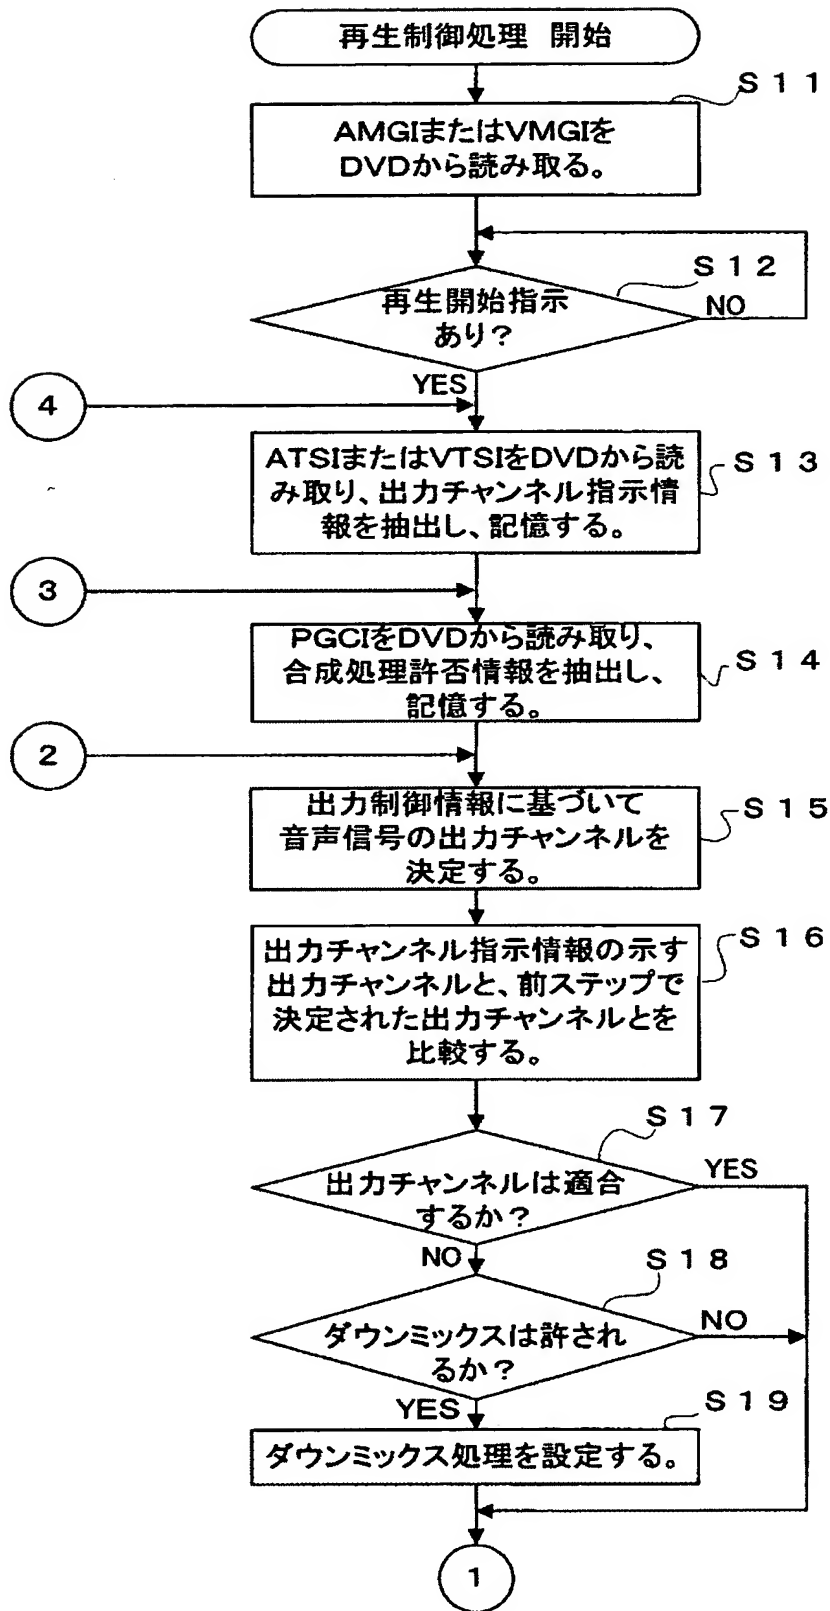 再生制御処理 開始
S11
AMGIまたはVMGIを
DVDから読み取る。
S12
再生開始指示
あり?
NO
YES
4
ATSIまたはVTSIをDVDから読
み取り、出力チャンネル指示情
報を抽出し、記憶する。
S13
3
PGCIをDVDから読み取り、
合成処理許否情報を抽出し、
記憶する。
S14
2
出力制御情報に基づいて
音声信号の出力チャンネルを
決定する。
S15
出力チャンネル指示情報の示す
出力チャンネルと、前ステップで
決定された出力チャンネルとを
比較する。
S16
S17
出力チャンネルは適合
するか?
YES
NO
S18
ダウンミックスは許され
るか?
NO
YES
S19
ダウンミックス処理を設定する。
1